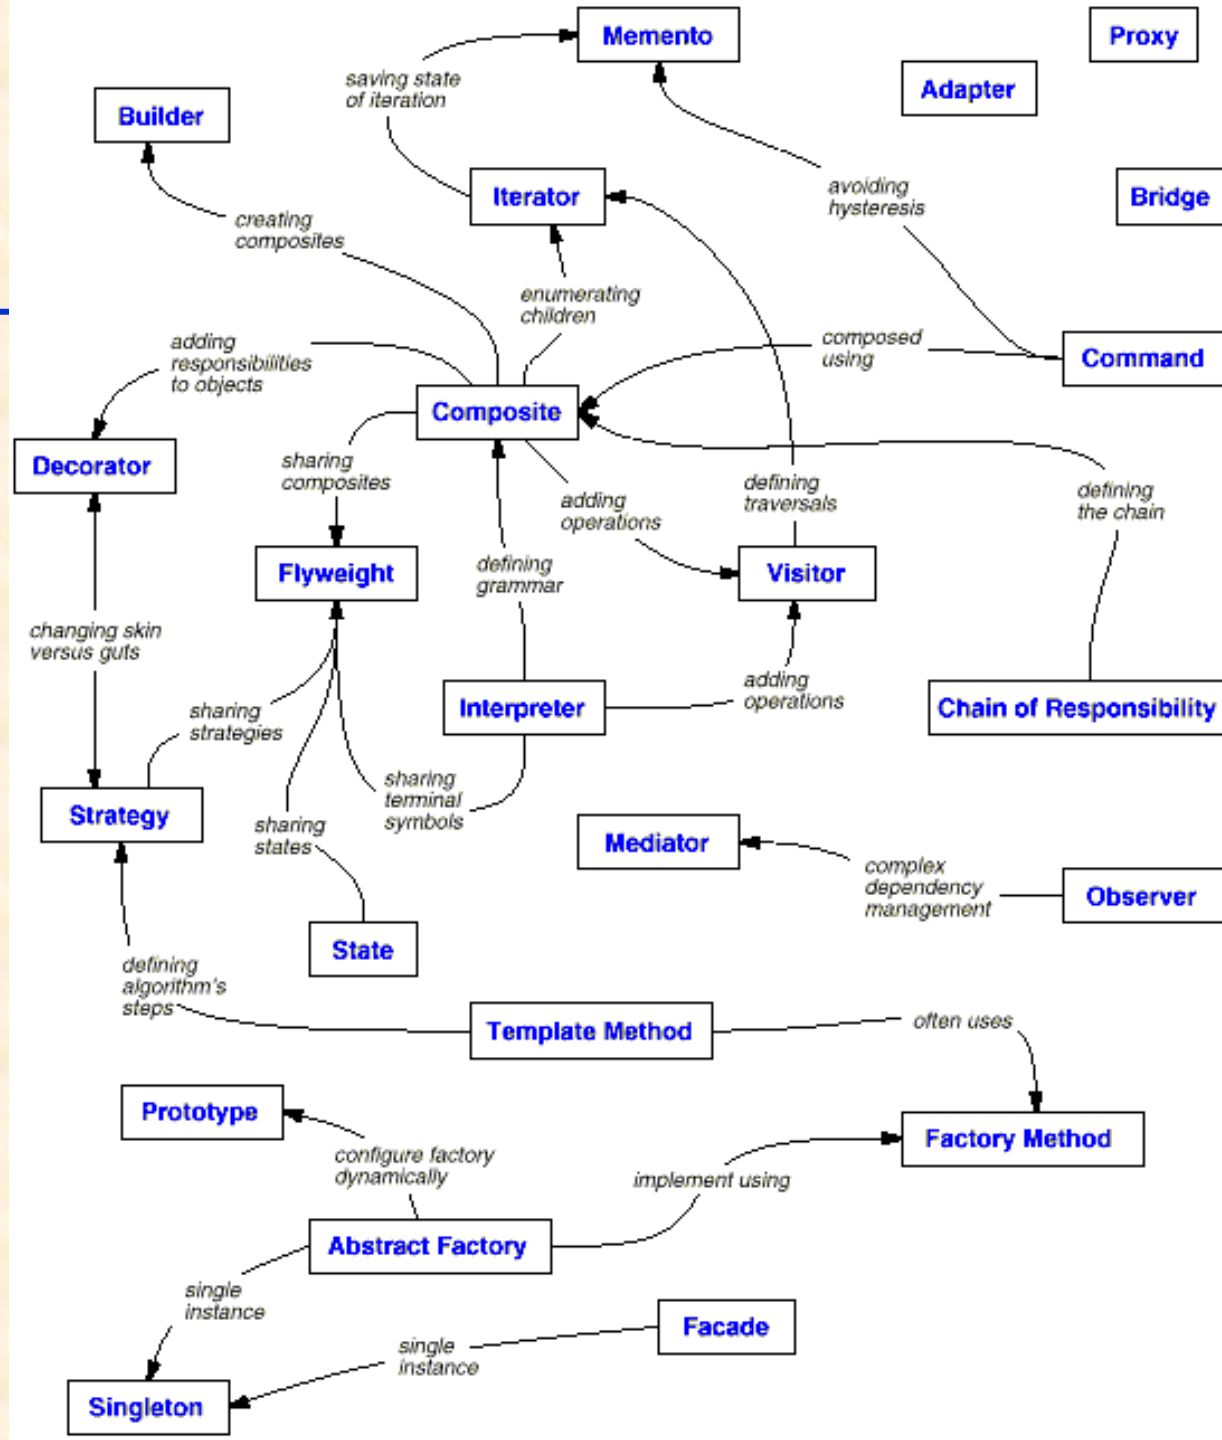 Memento
Proxy
saving state
of iteration
Adapter
Builder
Iterator
avoiding
hysteresis
Bridge
creating
composites
enumerating
children
adding
responsibilities
to objects
composed
using
Command
Composite
Decorator
sharing
composites
adding
operations
defining
traversals
defining
the chain
Flyweight
defining
grammar
Visitor
changing skin
versus guts
sharing
strategies
Interpreter
adding
operations
Chain of Responsibility
sharing
terminal
symbols
Strategy
sharing
states
Mediator
complex
dependency
management
Observer
State
defining
algorithm's
steps
Template Method
often uses
Prototype
configure factory
dynamically
implement using
Factory Method
Abstract Factory
single
instance
Facade
single
instance
Singleton